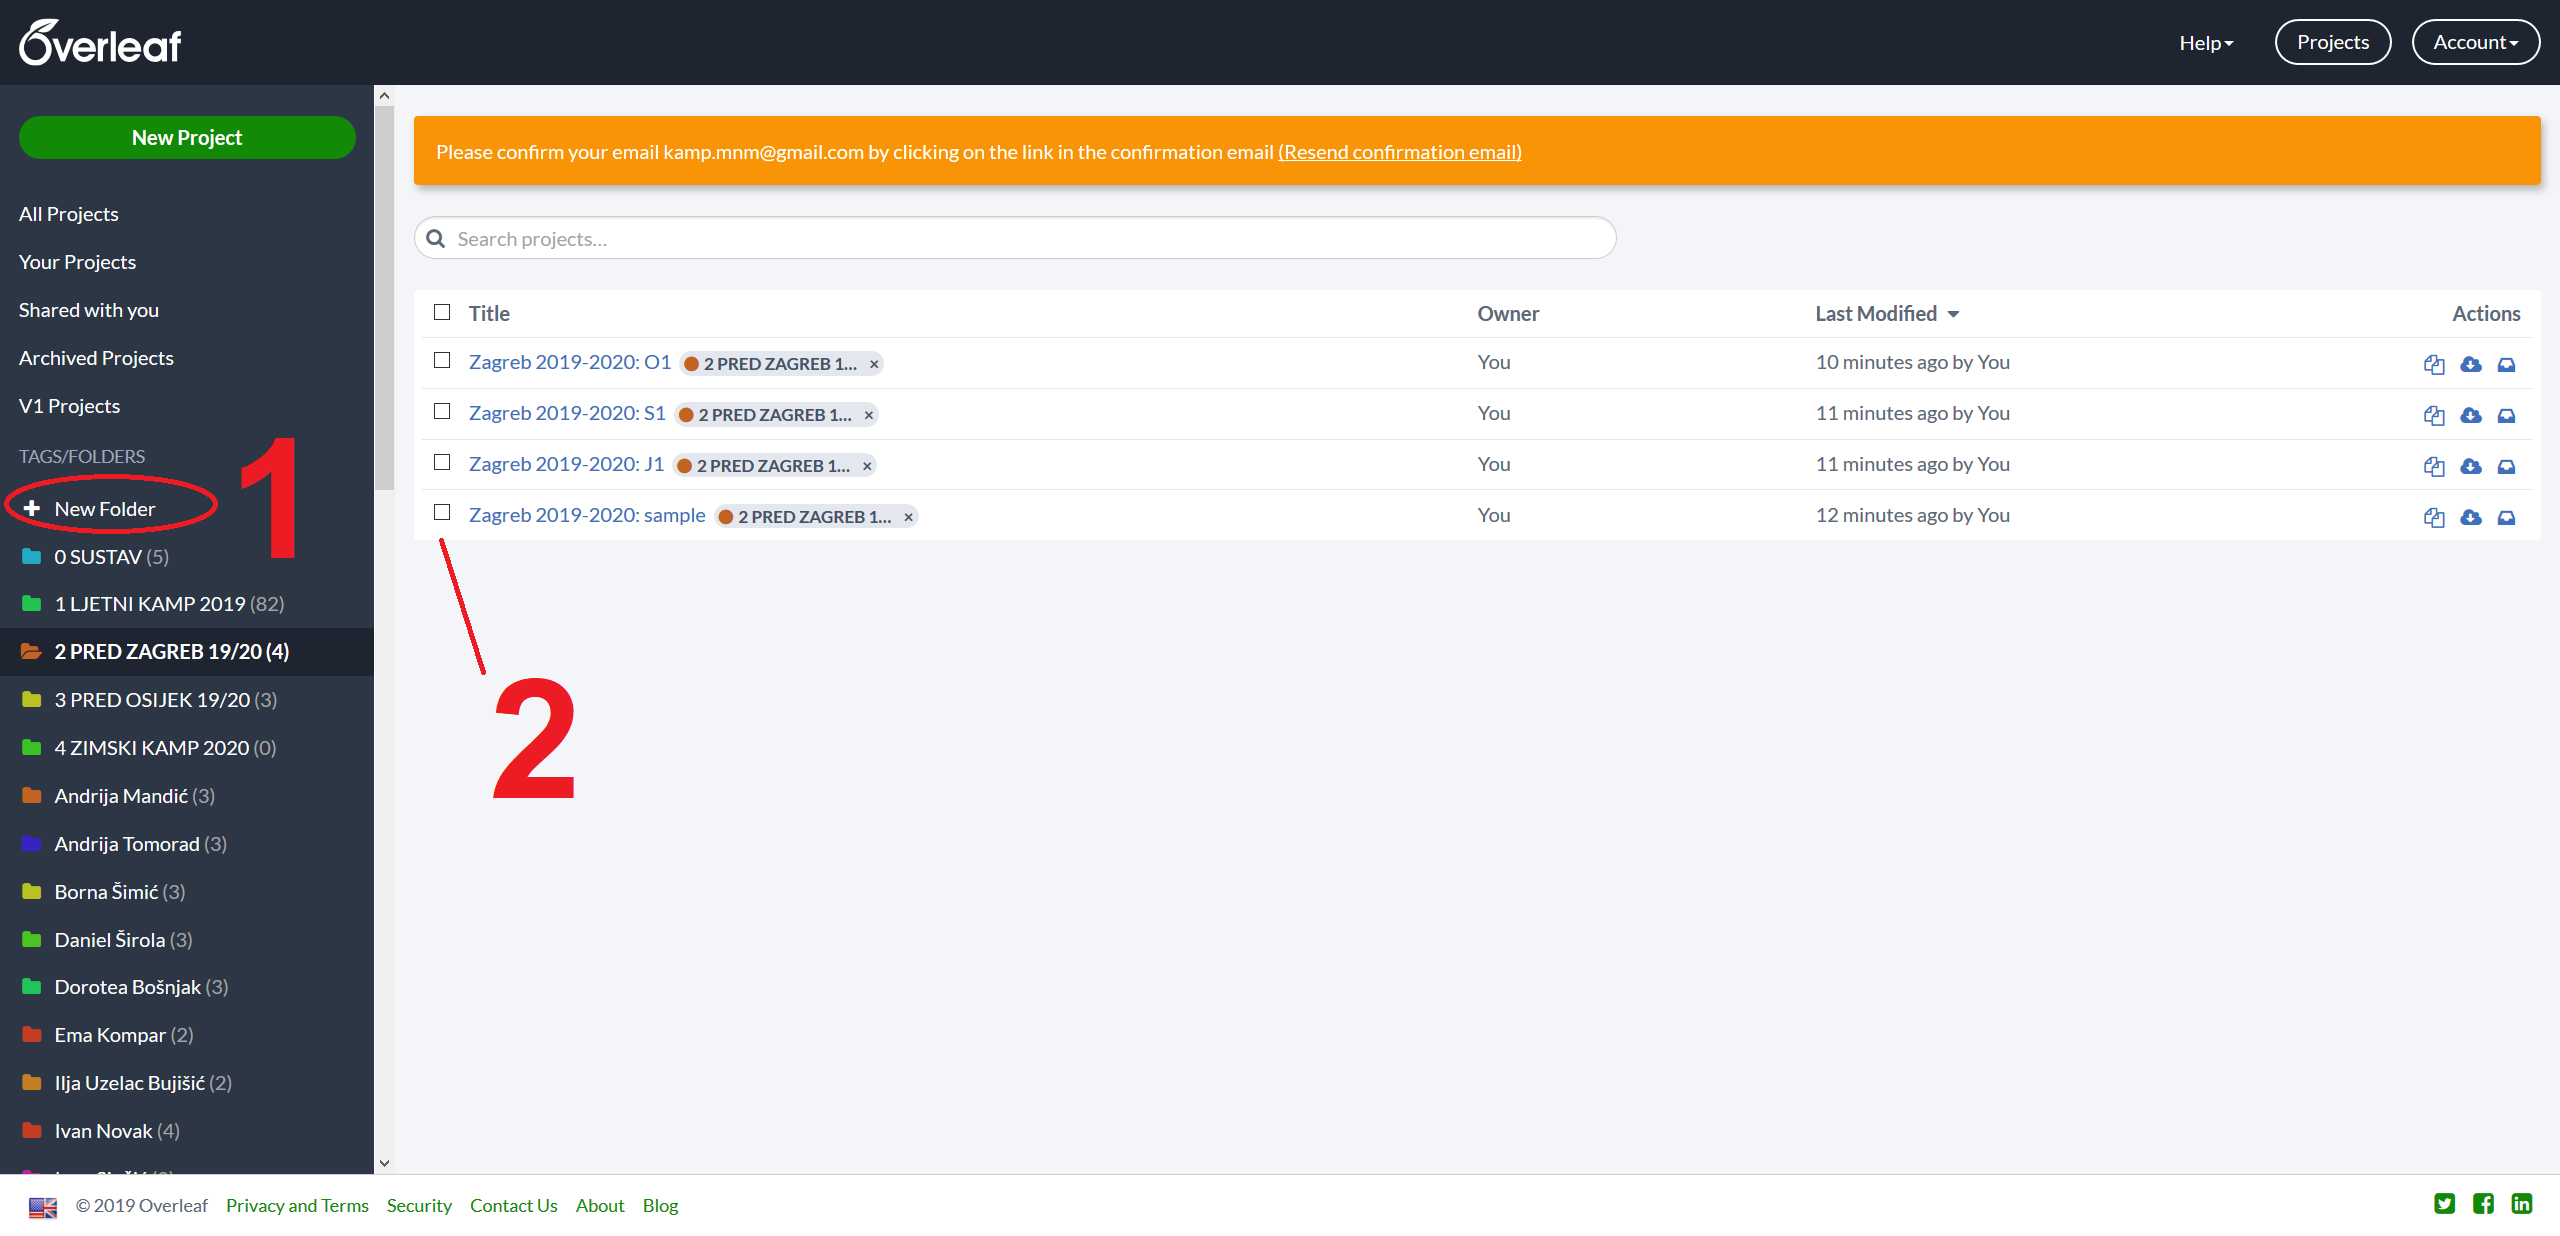 Overleaf
Help
Projects
Account
New Project
All Projects
Your Projects
Shared with you
Archived Projects
V1 Projects
TAGS/FOLDERS
New Folder
1
0 SUSTAV (5)
1 LJETNI KAMP 2019 (82)
2 PRED ZAGREB 19/20 (4)
3 PRED OSIJEK 19/20 (3)
4 ZIMSKI KAMP 2020 (0)
Andrija Mandić (3)
Andrija Tomorad (3)
Borna Šimić (3)
Daniel Širola (3)
Dorotea Bošnjak (3)
Ema Kompar (2)
Ilja Uzelac Bujišić (2)
Ivan Novak (4)
Please confirm your email kamp.mnm@gmail.com by clicking on the link in the confirmation email (Resend confirmation email)
Search projects...
Title Owner Last Modified Actions
Zagreb 2019-2020: O1 2 PRED ZAGREB 1... × You 10 minutes ago by You
Zagreb 2019-2020: S1 2 PRED ZAGREB 1... × You 11 minutes ago by You
Zagreb 2019-2020: J1 2 PRED ZAGREB 1... × You 11 minutes ago by You
Zagreb 2019-2020: sample 2 PRED ZAGREB 1... × You 12 minutes ago by You
2
© 2019 Overleaf Privacy and Terms Security Contact Us About Blog